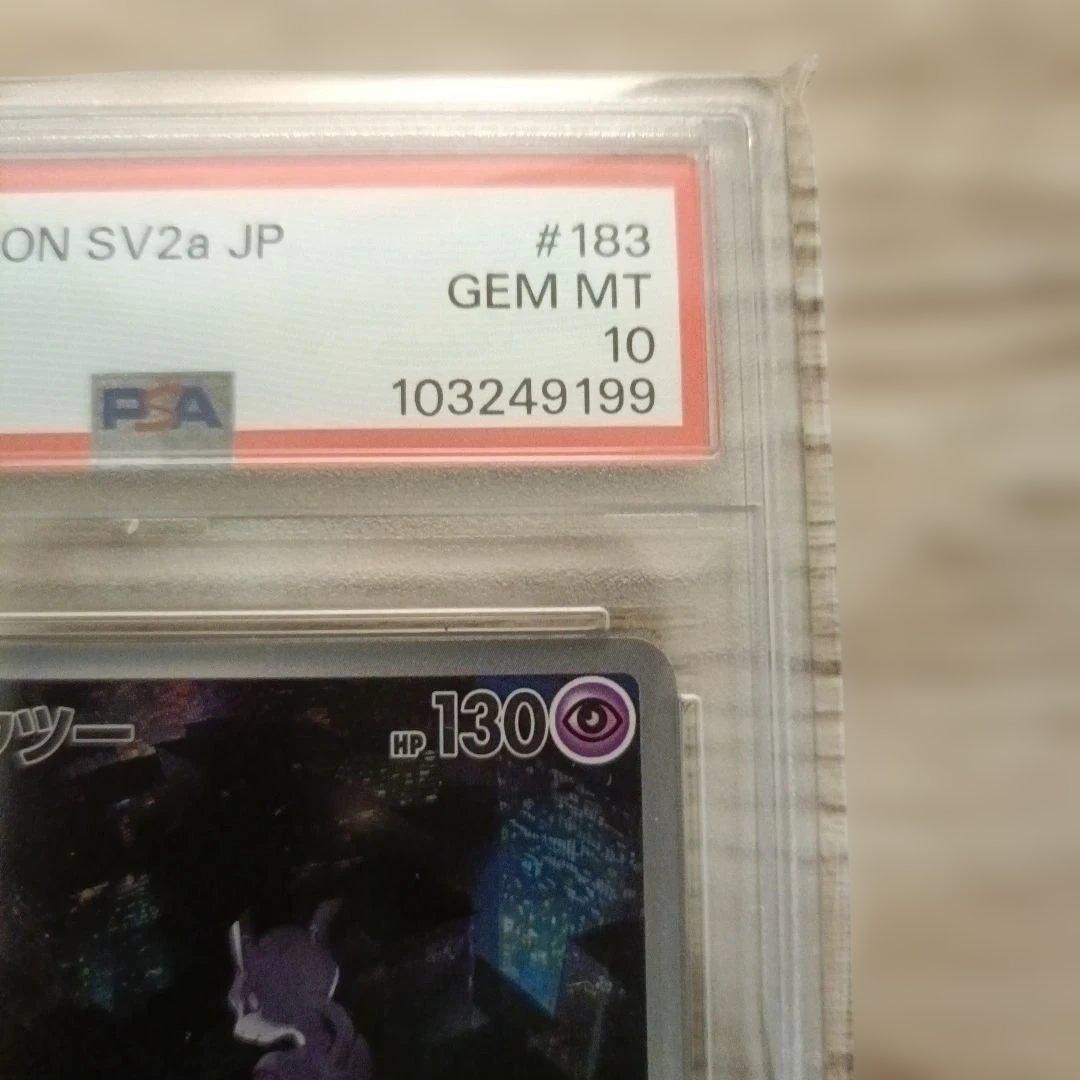 ON SV2a JP #183
GEM MT
10
PSA 103249199
ツー HP 130